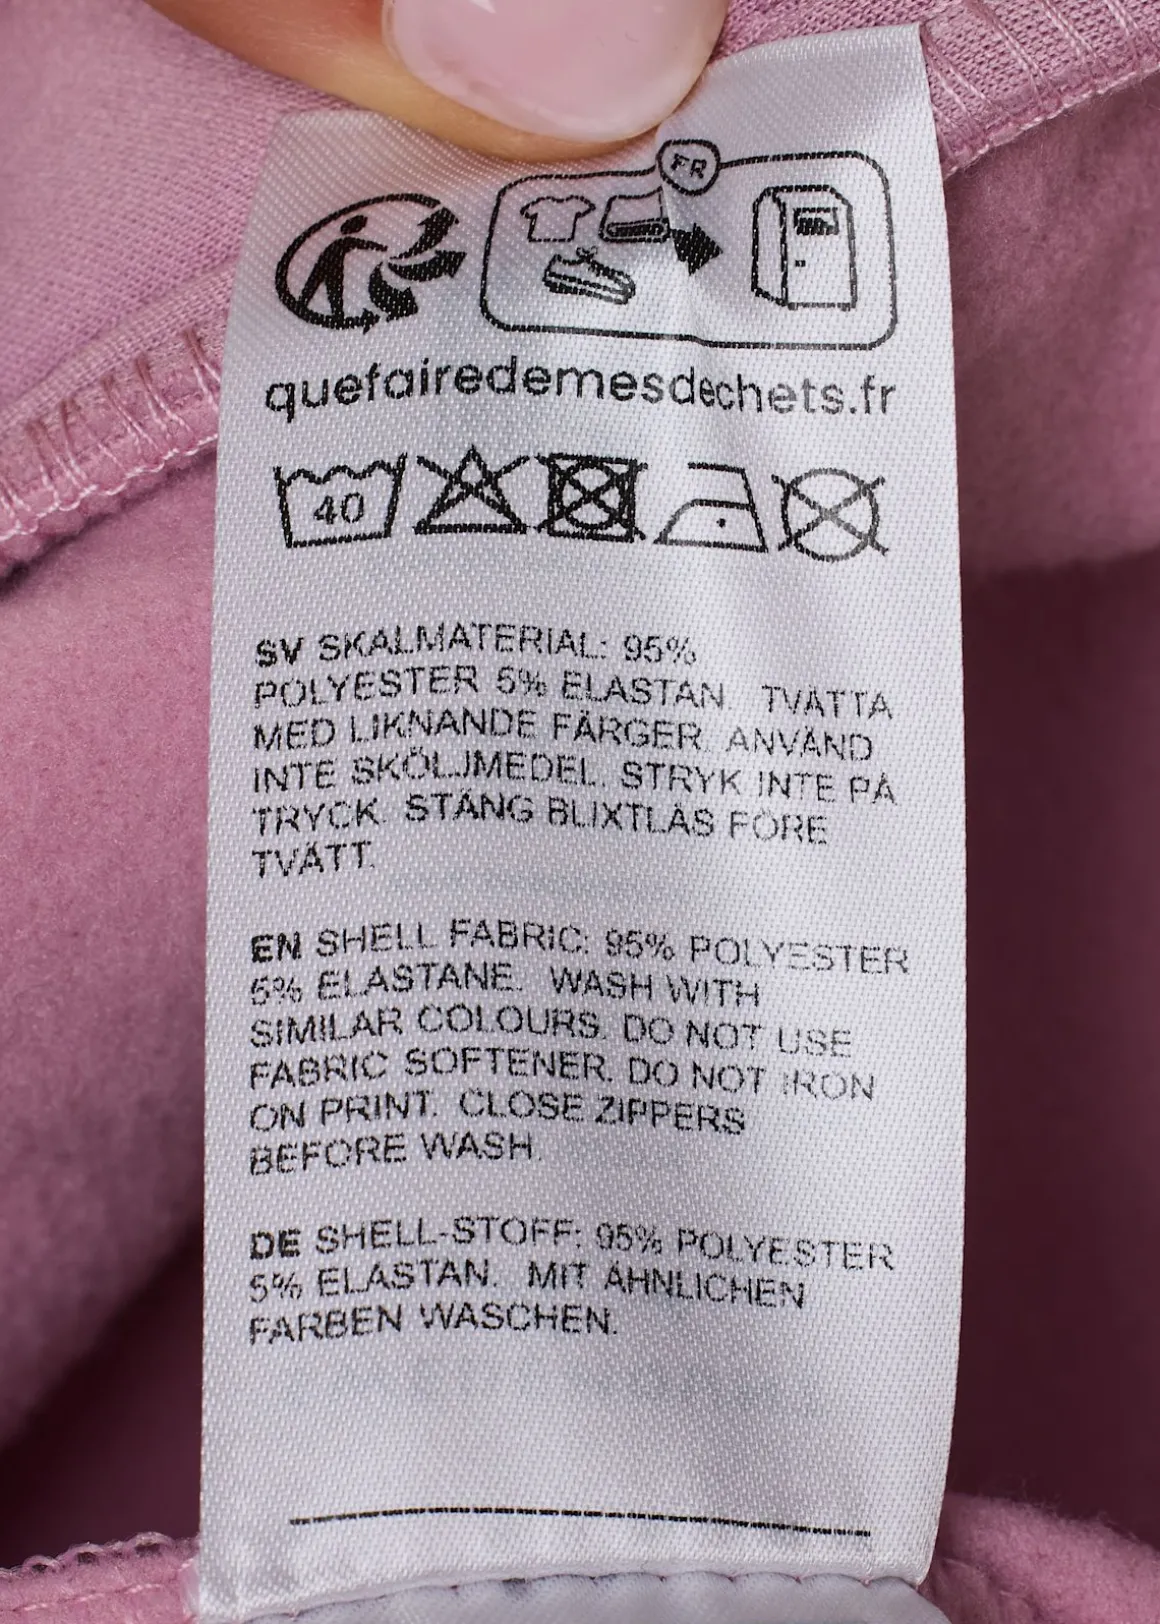 FR
quefairedemesdechets.fr
40
SV SKALMATERIAL: 95%
POLYESTER 5% ELASTAN. TVÄTTA
MED LIKNANDE FÄRGER. ANVÄND
INTE SKÖLJMEDEL. STRYK INTE PÅ
TRYCK. STÄNG BLIXTLÅS FÖRE
TVÄTT.
EN SHELL FABRIC: 95% POLYESTER
5% ELASTANE. WASH WITH
SIMILAR COLOURS. DO NOT USE
FABRIC SOFTENER. DO NOT IRON
ON PRINT. CLOSE ZIPPERS
BEFORE WASH.
DE SHELL-STOFF: 95% POLYESTER
5% ELASTAN. MIT ÄHNLICHEN
FARBEN WASCHEN.